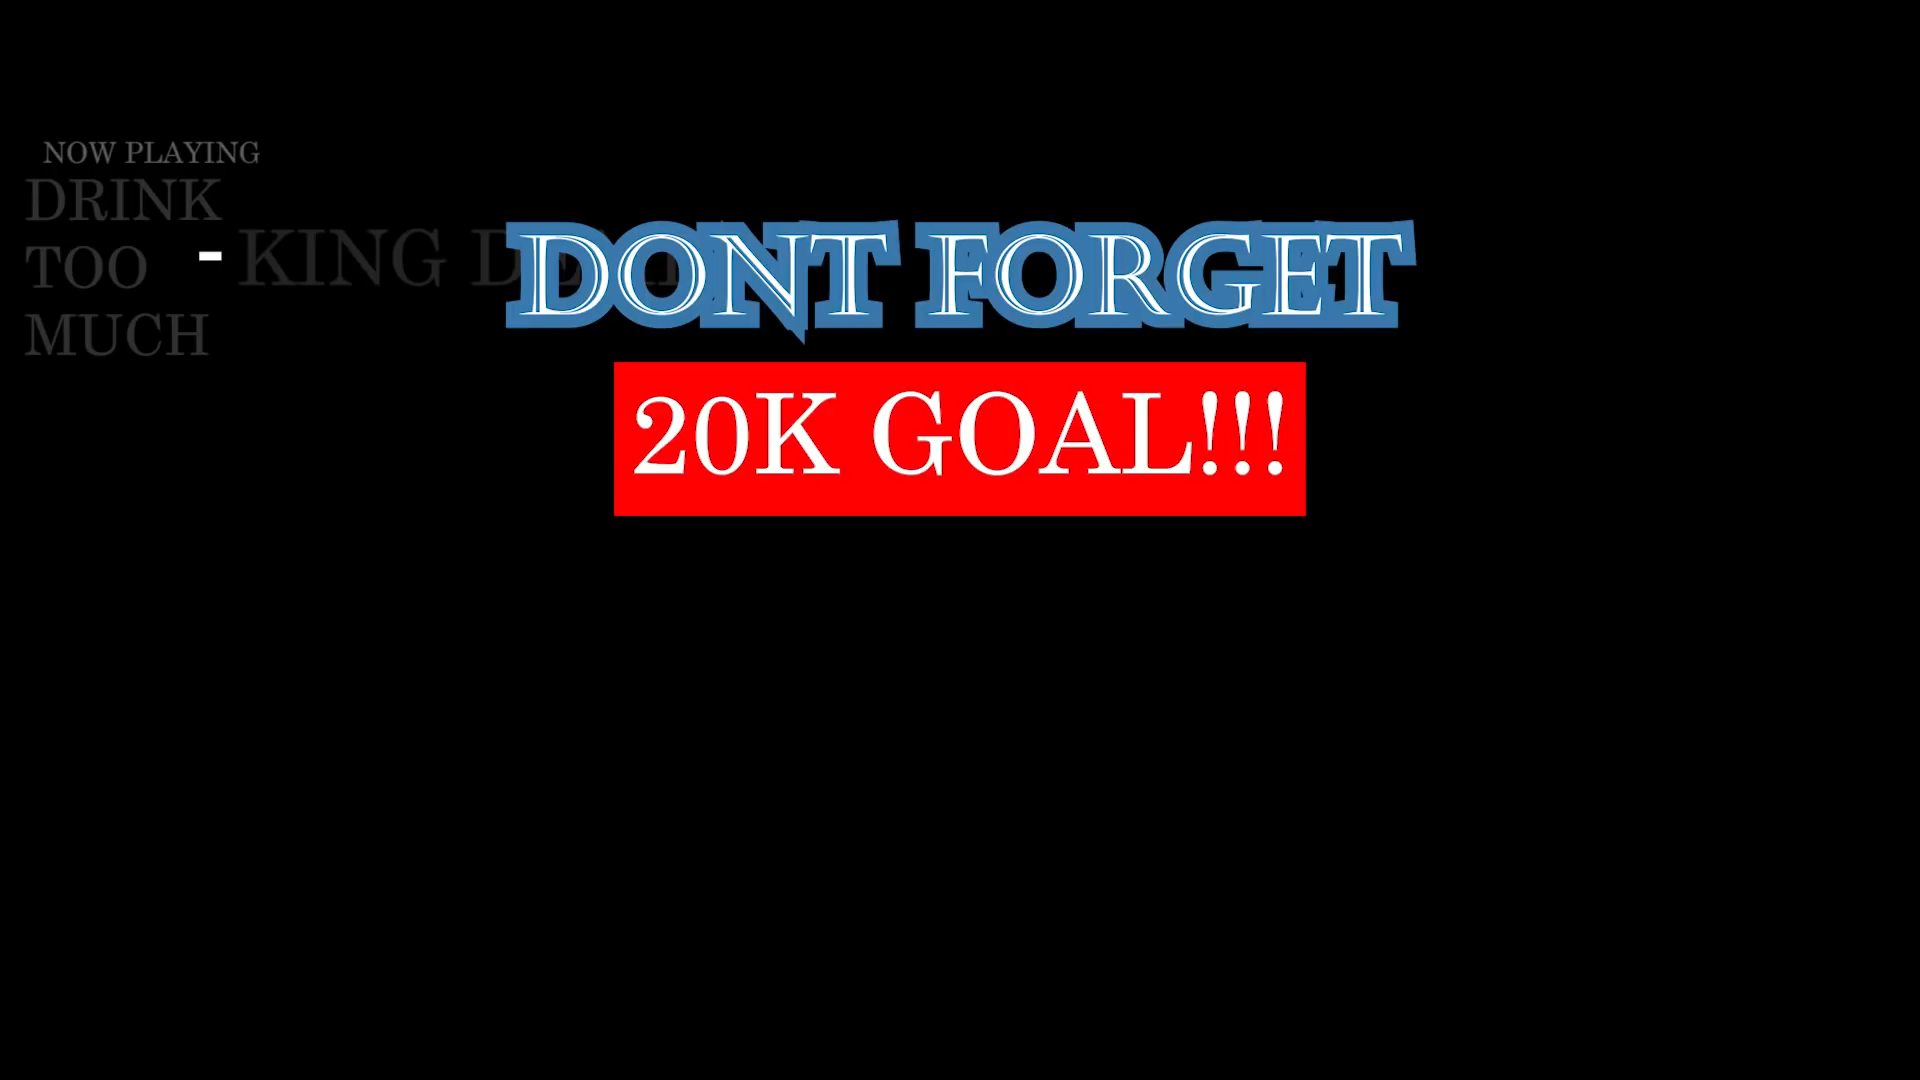 NOW PLAYING
DRINK
TOO
MUCH
- KING
DONT FORGET
20K GOAL!!!